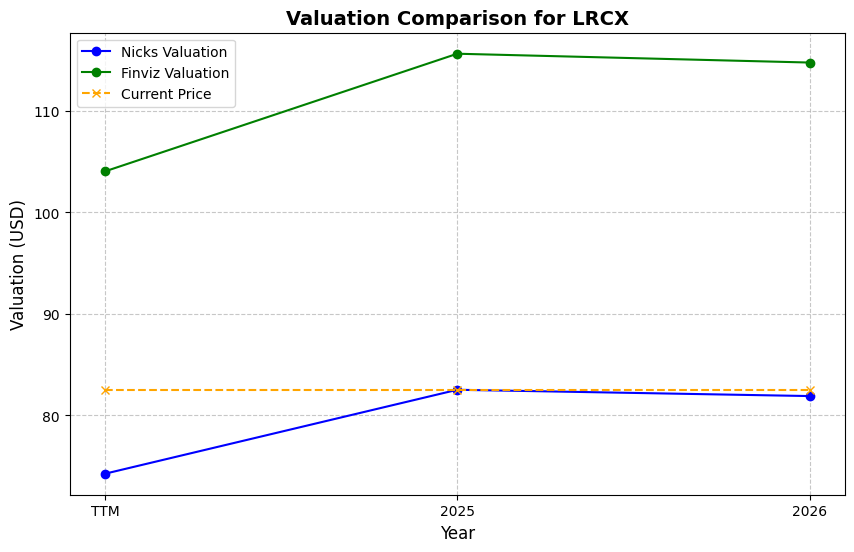 Valuation Comparison for LRCX
Nicks Valuation
Finviz Valuation
Current Price
Valuation (USD)
110
100
90
80
TTM
2025
2026
Year